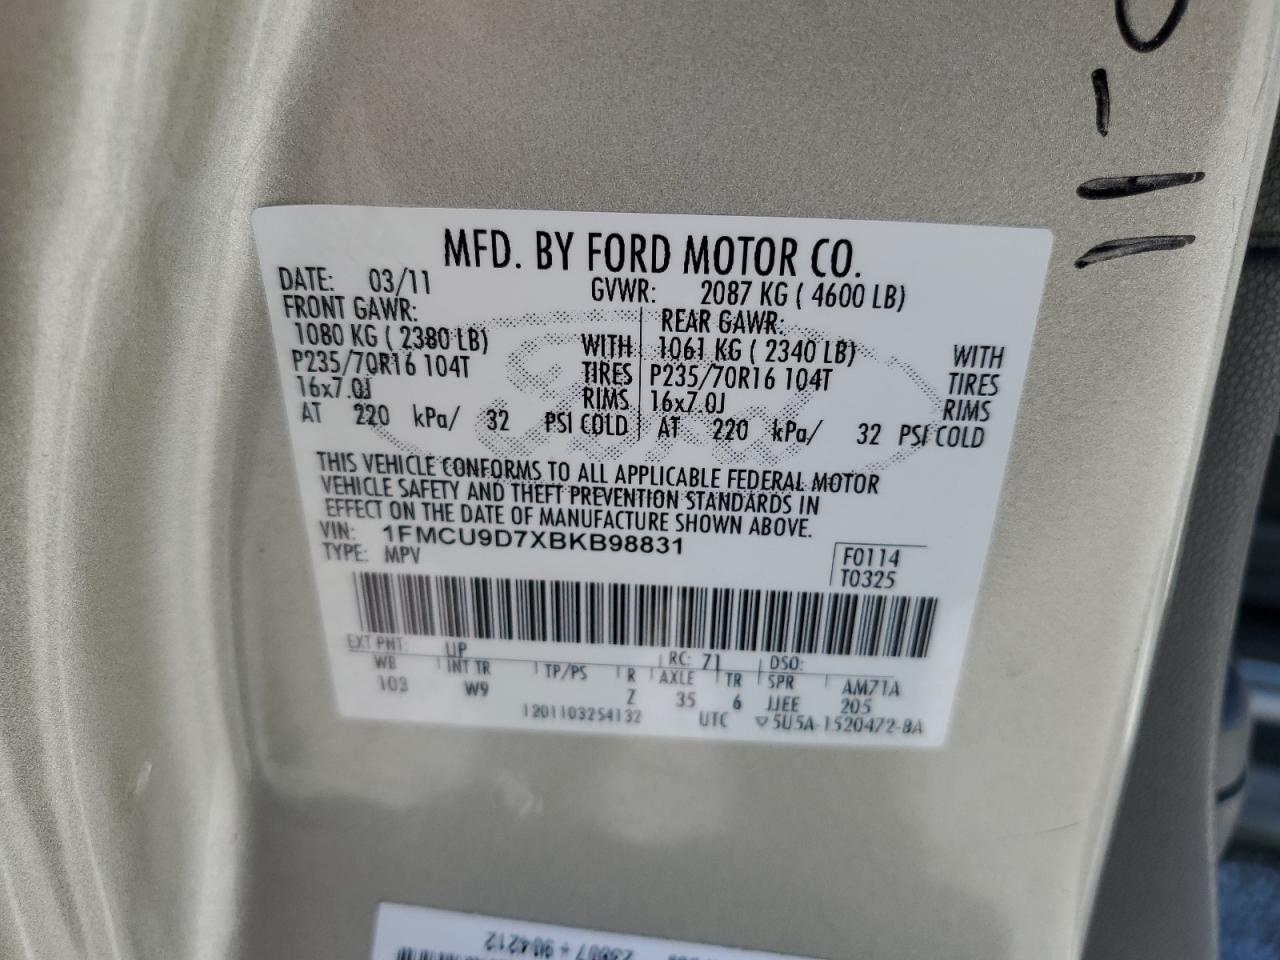 11-0
MFD. BY FORD MOTOR CO.
DATE: 03/11 GVWR: 2087 KG ( 4600 LB)
FRONT GAWR: REAR GAWR:
1080 KG ( 2380 LB) WITH 1061 KG ( 2340 LB) WITH
P235/70R16 104T TIRES P235/70R16 104T TIRES
16x7.0J RIMS 16x7.0J RIMS
AT 220 kPa/ 32 PSI COLD AT 220 kPa/ 32 PSI COLD
THIS VEHICLE CONFORMS TO ALL APPLICABLE FEDERAL MOTOR
VEHICLE SAFETY AND THEFT PREVENTION STANDARDS IN
EFFECT ON THE DATE OF MANUFACTURE SHOWN ABOVE.
VIN: 1FMCU9D7XBKB98831
TYPE: MPV
F0114
T0325
EXT PNT: UP RC: 71 DSO:
WB INT TR TP/PS R AXLE TR SPR AM71A
103 W9 Z 35 6 JJEE 205
1201103254132 UTC ▽5U5A-1520472-BA
23607 * 904212